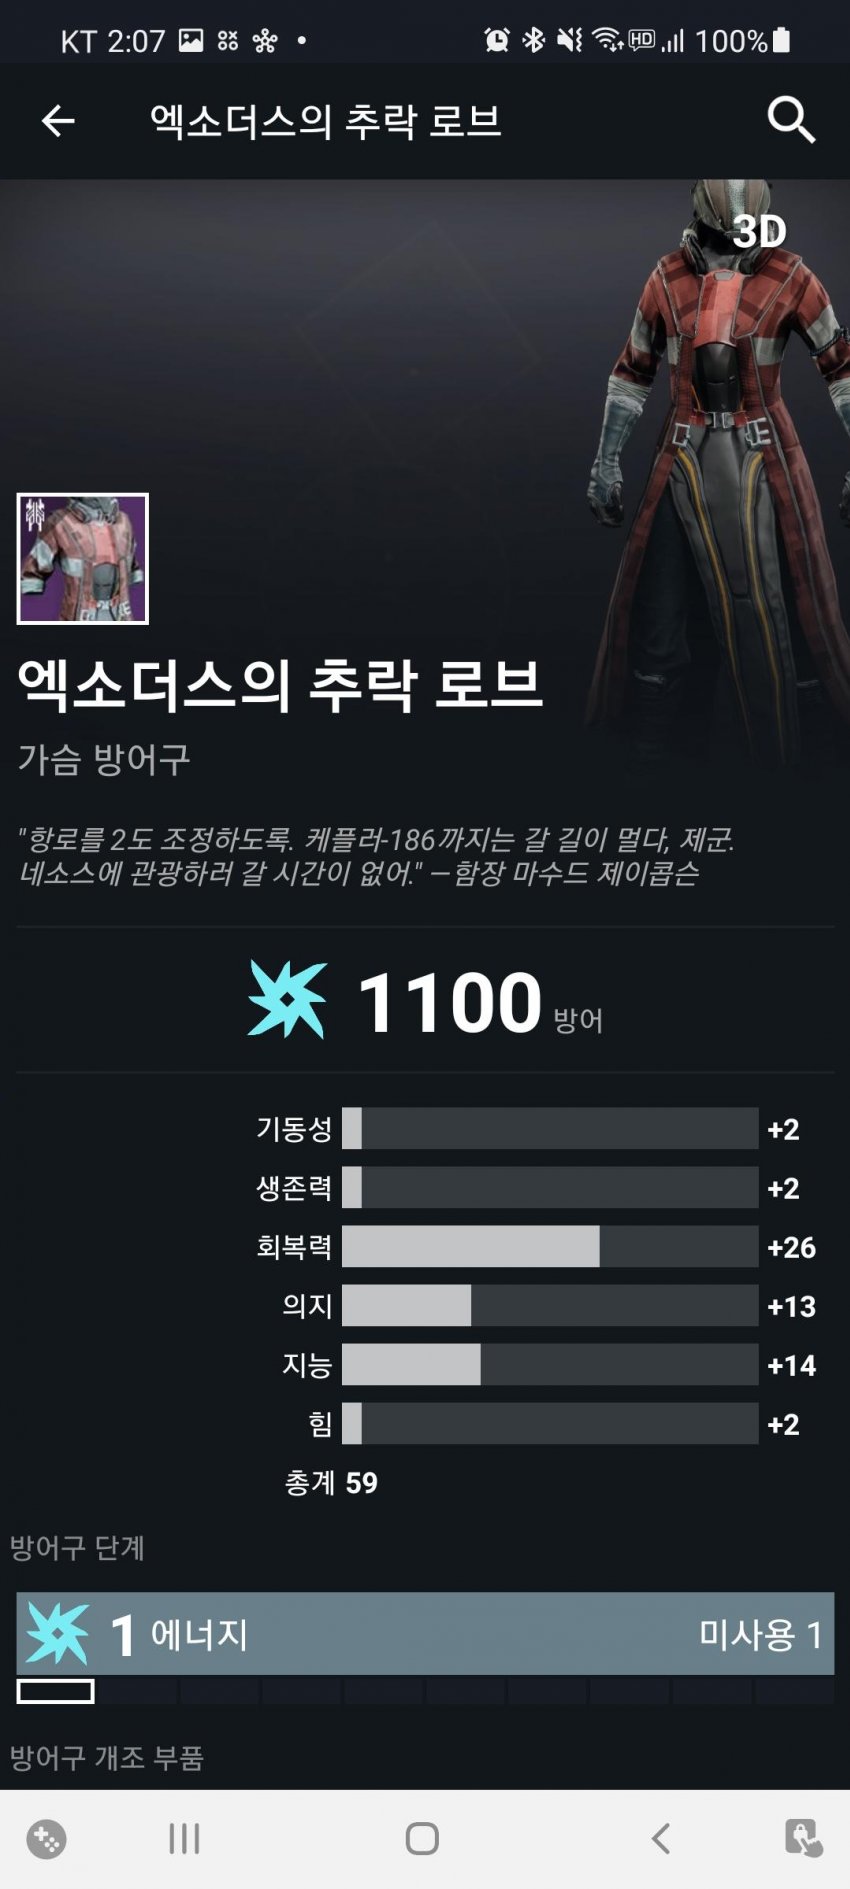 KT 2:07 HD 100%
엑소더스의 추락 로브
3D
엑소더스의 추락 로브
가슴 방어구
"항로를 2도 조정하도록. 케플러-186까지는 갈 길이 멀다, 제군.
네소스에 관광하러 갈 시간이 없어." —함장 마수드 제이콥슨
1100 방어
기동성 +2
생존력 +2
회복력 +26
의지 +13
지능 +14
힘 +2
총계 59
방어구 단계
1 에너지 미사용 1
방어구 개조 부품